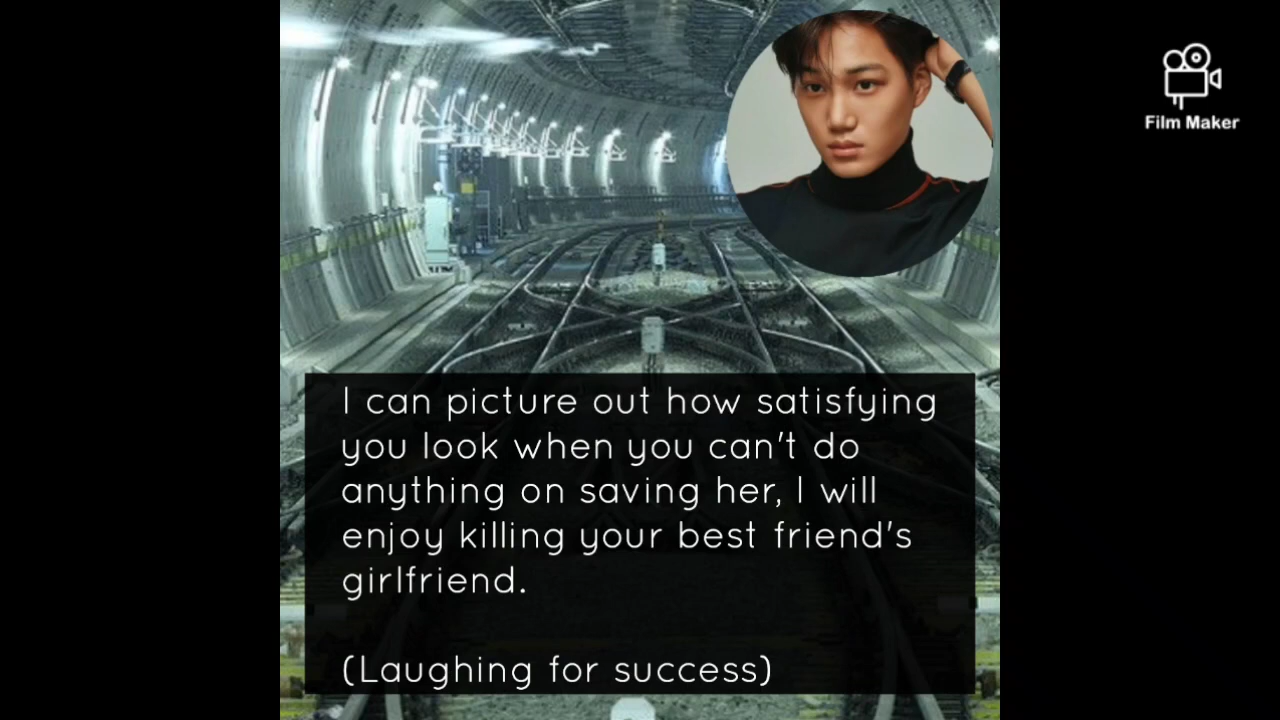 Film Maker
I can picture out how satisfying
you look when you can't do
anything on saving her, I will
enjoy killing your best friend's
girlfriend.
(Laughing for success)